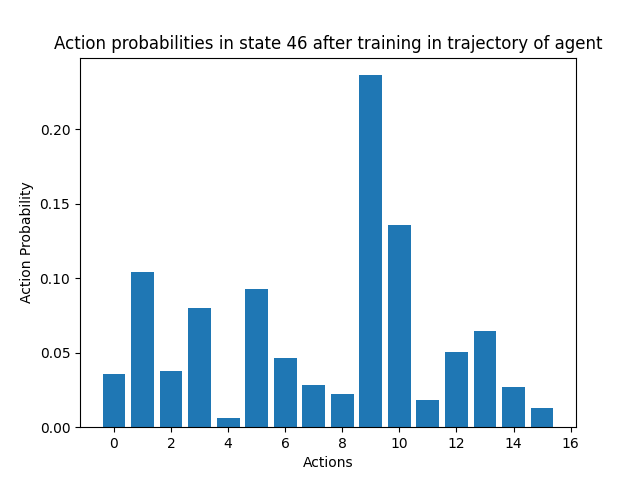 Action probabilities in state 46 after training in trajectory of agent
Action Probability
0.20
0.15
0.10
0.05
0.00
0 2 4 6 8 10 12 14 16
Actions